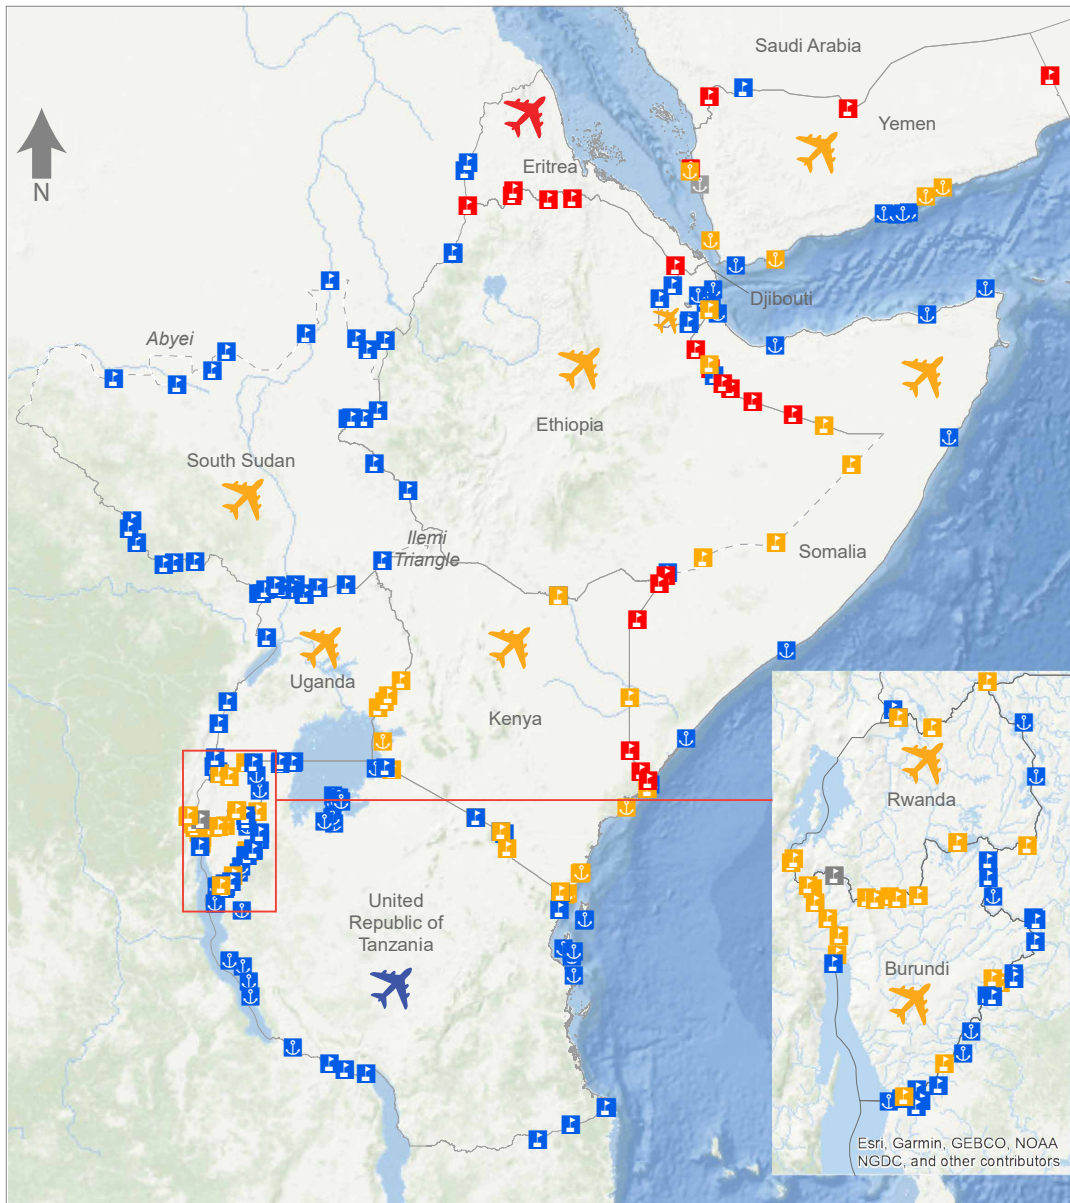 Saudi Arabia
Yemen
N
Eritrea
Djibouti
Abyei
Ethiopia
South Sudan
Ilemi
Triangle
Somalia
Uganda
Kenya
Rwanda
United
Republic of
Tanzania
Burundi
Esri, Garmin, GEBCO, NOAA
NGDC, and other contributors